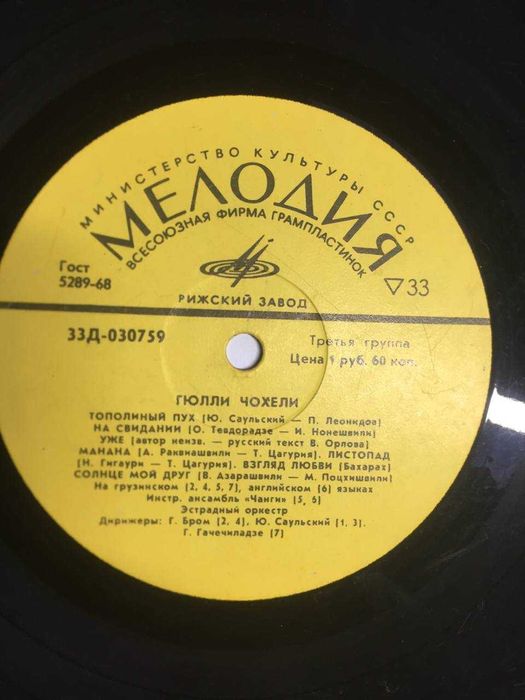 МИНИСТЕРСТВО КУЛЬТУРЫ СССР
МЕЛОДИЯ
ВСЕСОЮЗНАЯ ФИРМА ГРАМПЛАСТИНОК
Гост
5289-68
▽33
РИЖСКИЙ ЗАВОД
33Д-030759
Третья группа
Цена 1 руб. 60 коп.
ГЮЛЛИ ЧОХЕЛИ
ТОПОЛИНЫЙ ПУХ (Ю. Саульский — П. Леонидов)
НА СВИДАНИИ (О. Тевдорадзе — И. Нонешвили)
УЖЕ (автор неизв. — русский текст В. Орлова)
МАНАНА (А. Раквиашвили — Т. Цагурия). ЛИСТОПАД
(Н. Гигаури — Т. Цагурия). ВЗГЛЯД ЛЮБВИ (Бахарах)
СОЛНЦЕ МОЙ ДРУГ (В. Азарашвили — М. Поцхишвили)
На грузинском (2, 4, 5, 7), английском (6) языках
Инстр. ансамбль «Чанги» (5, 6)
Эстрадный оркестр
Дирижеры: Г. Бром (2, 4), Ю. Саульский (1, 3).
Г. Гачечиладзе (7)